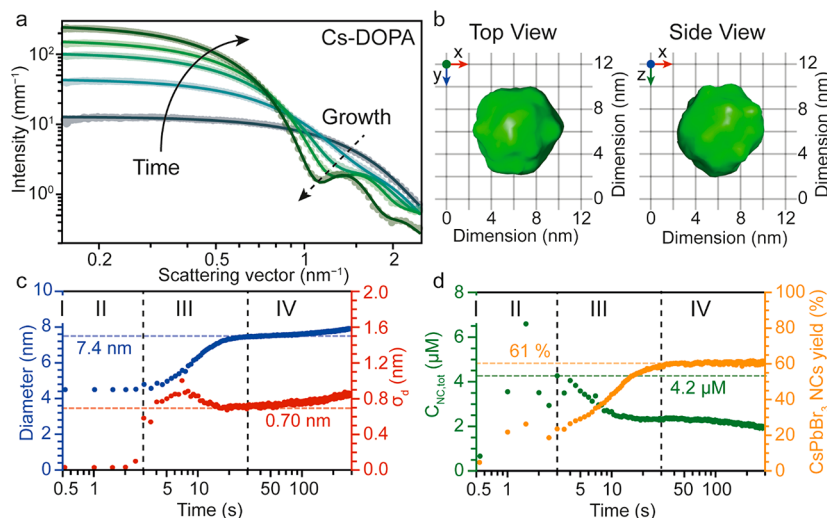 a
Cs-DOPA
10²
10¹
10⁰
Intensity (mm⁻¹)
Time
Growth
0.2
0.5
1
2
Scattering vector (nm⁻¹)
b
Top View
Side View
x
y
12
8
4
0
Dimension (nm)
0
4
8
12
Dimension (nm)
x
z
12
8
4
0
Dimension (nm)
0
4
8
12
Dimension (nm)
c
I
II
III
IV
10
8
6
4
2
0
Diameter (nm)
7.4 nm
0.70 nm
2.0
1.6
1.2
0.8
0.4
0
σd (nm)
0.5
1
10
50
100
Time (s)
d
I
II
III
IV
8
6
4
2
0
CNC,tot (μM)
61 %
4.2 μM
100
80
60
40
20
0
CsPbBr₃ NCs yield (%)
0.5
1
10
50
100
Time (s)